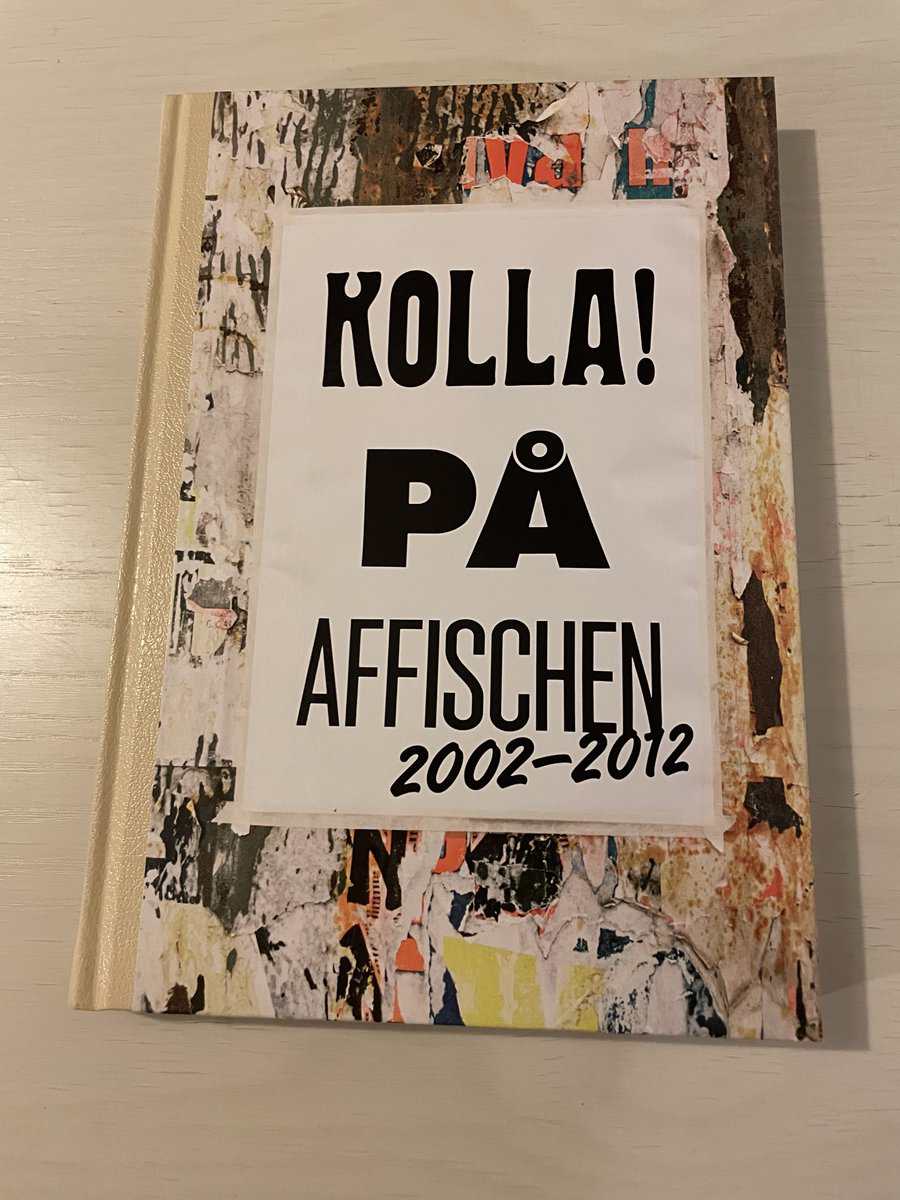 KOLLA!
PÅ
AFFISCHEN
2002–2012